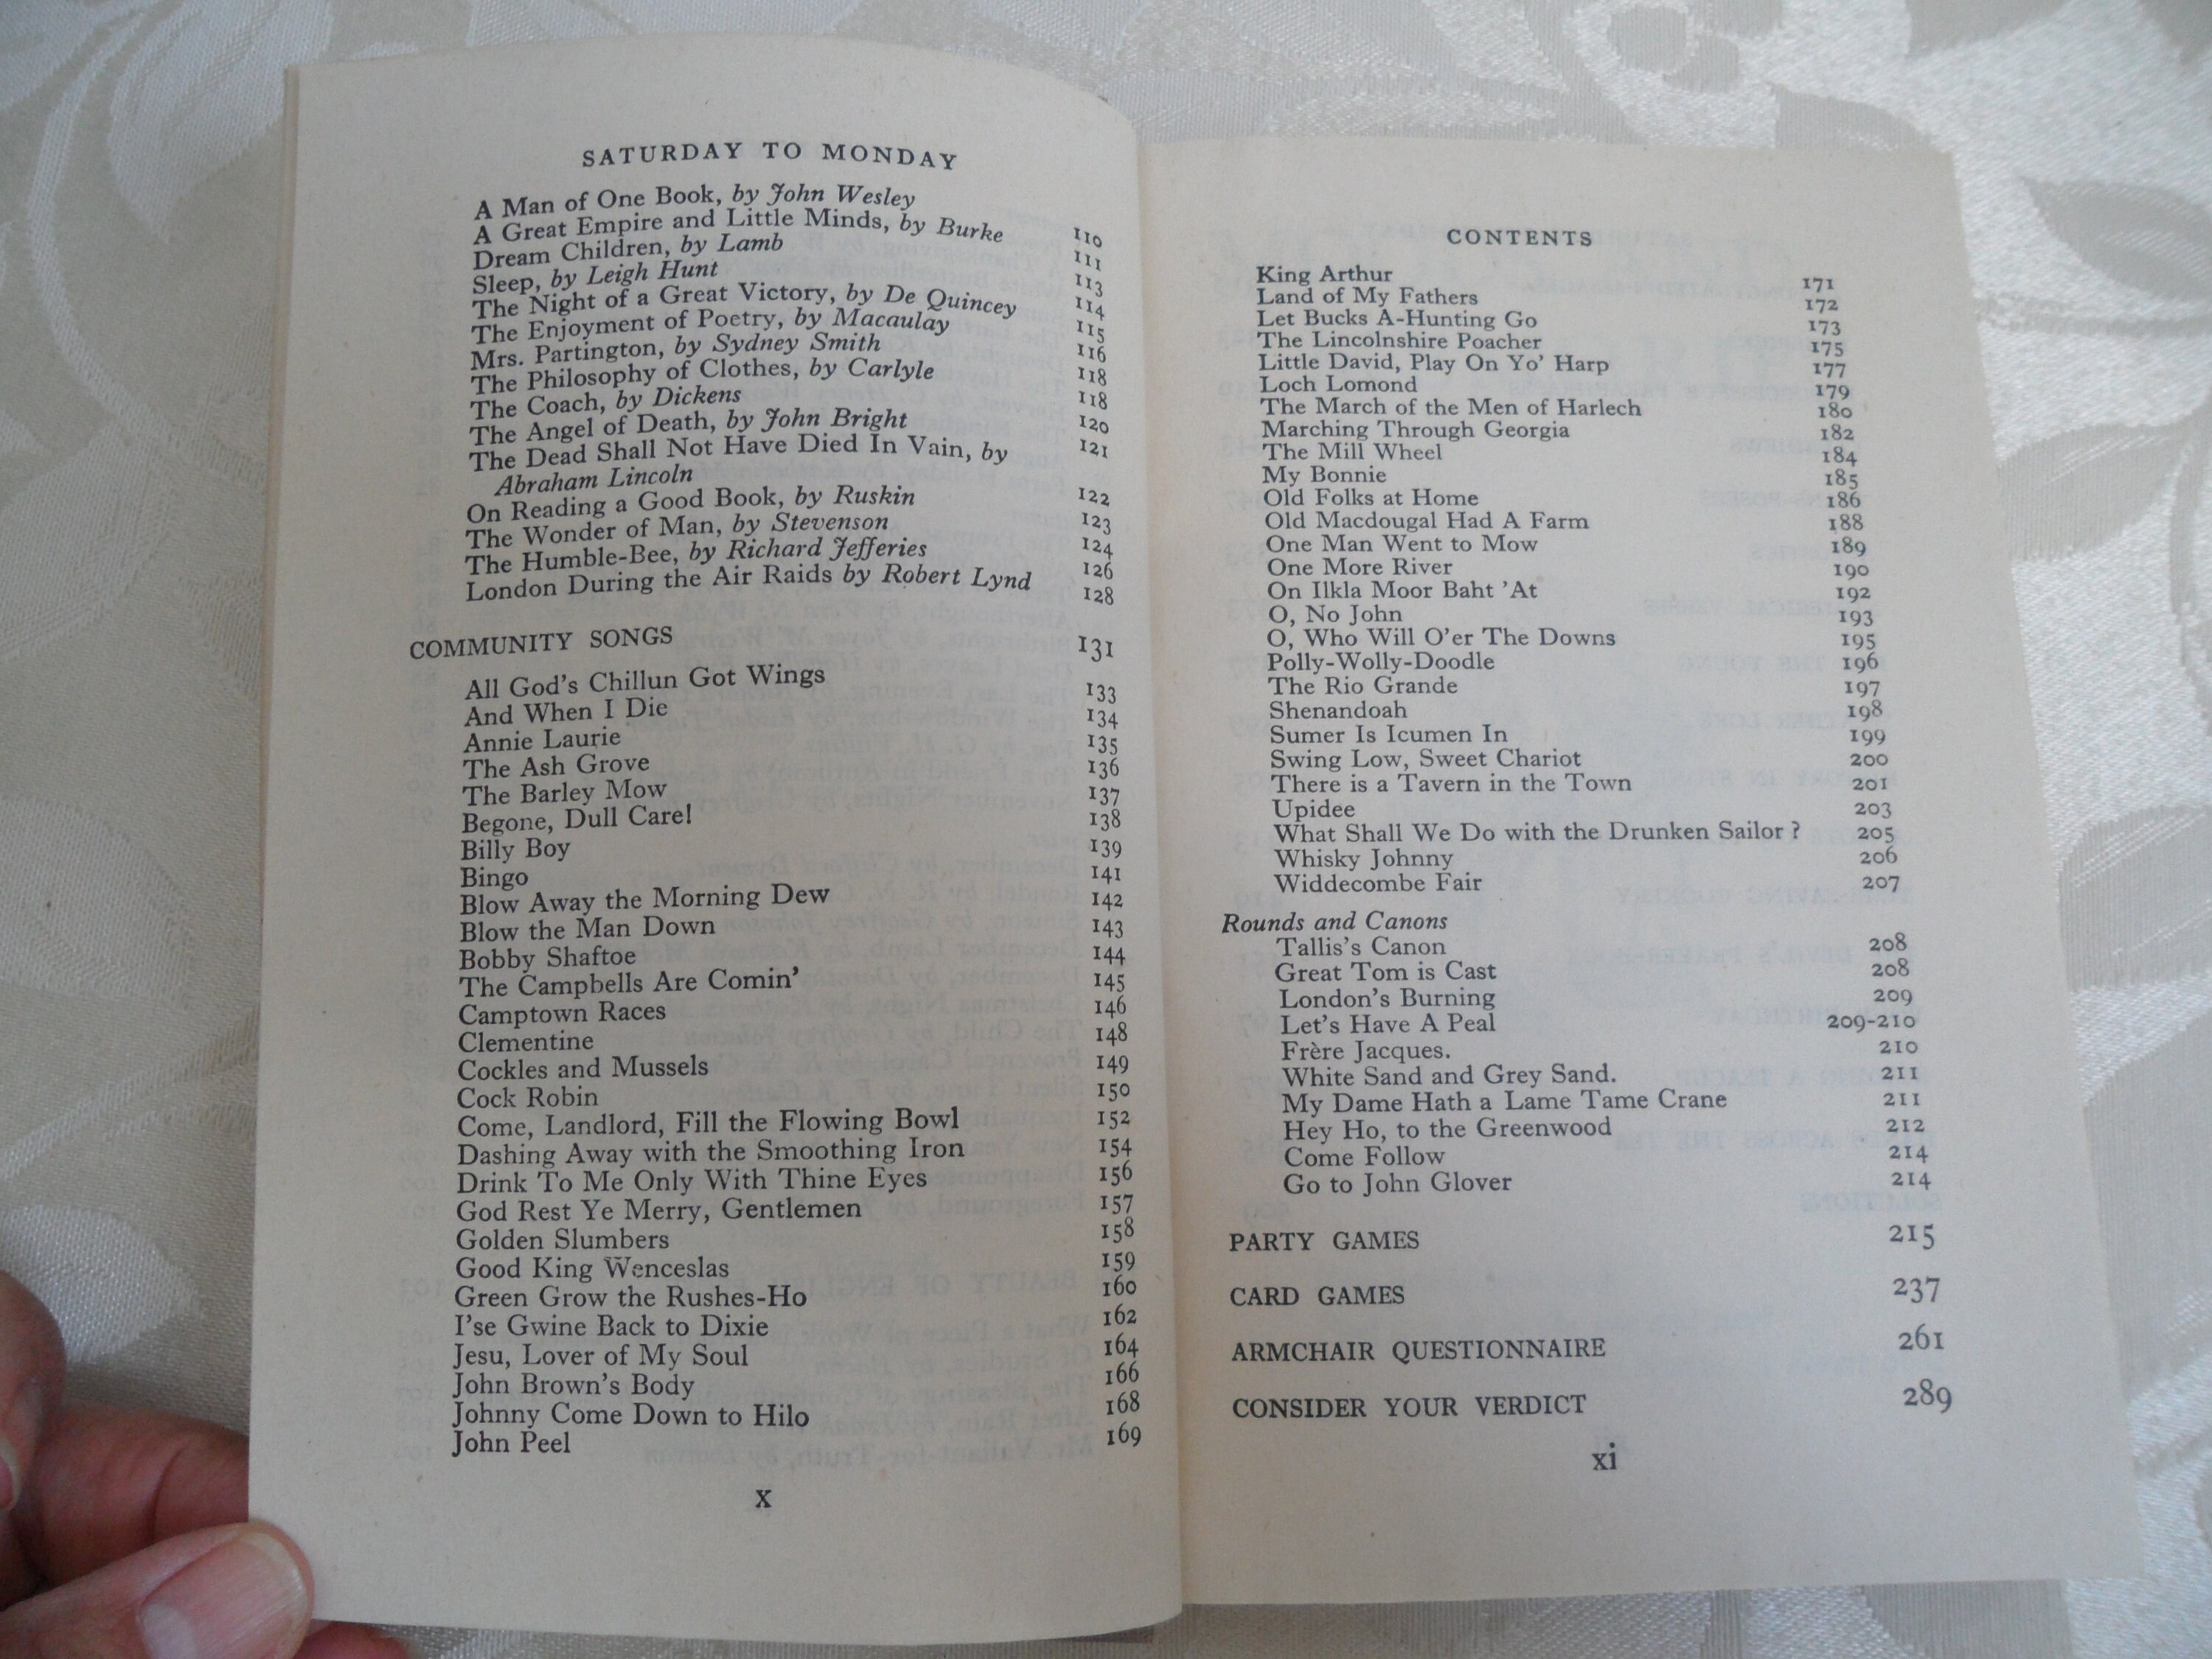 SATURDAY TO MONDAY
A Man of One Book, by John Wesley 110
A Great Empire and Little Minds, by Burke 111
Dream Children, by Lamb 113
Sleep, by Leigh Hunt 114
The Night of a Great Victory, by De Quincey 115
The Enjoyment of Poetry, by Macaulay 116
Mrs. Partington, by Sydney Smith 118
The Philosophy of Clothes, by Carlyle 118
The Coach, by Dickens 120
The Angel of Death, by John Bright 121
The Dead Shall Not Have Died In Vain, by
Abraham Lincoln 122
On Reading a Good Book, by Ruskin 123
The Wonder of Man, by Stevenson 124
The Humble-Bee, by Richard Jefferies 126
London During the Air Raids by Robert Lynd 128
COMMUNITY SONGS 131
All God's Chillun Got Wings 133
And When I Die 134
Annie Laurie 135
The Ash Grove 136
The Barley Mow 137
Begone, Dull Care! 138
Billy Boy 139
Bingo 141
Blow Away the Morning Dew 142
Blow the Man Down 143
Bobby Shaftoe 144
The Campbells Are Comin' 145
Camptown Races 146
Clementine 148
Cockles and Mussels 149
Cock Robin 150
Come, Landlord, Fill the Flowing Bowl 152
Dashing Away with the Smoothing Iron 154
Drink To Me Only With Thine Eyes 156
God Rest Ye Merry, Gentlemen 157
Golden Slumbers 158
Good King Wenceslas 159
Green Grow the Rushes-Ho 160
I'se Gwine Back to Dixie 162
Jesu, Lover of My Soul 164
John Brown's Body 166
Johnny Come Down to Hilo 168
John Peel 169
x
CONTENTS
King Arthur 171
Land of My Fathers 172
Let Bucks A-Hunting Go 173
The Lincolnshire Poacher 175
Little David, Play On Yo' Harp 177
Loch Lomond 179
The March of the Men of Harlech 180
Marching Through Georgia 182
The Mill Wheel 184
My Bonnie 185
Old Folks at Home 186
Old Macdougal Had A Farm 188
One Man Went to Mow 189
One More River 190
On Ilkla Moor Baht 'At 192
O, No John 193
O, Who Will O'er The Downs 195
Polly-Wolly-Doodle 196
The Rio Grande 197
Shenandoah 198
Sumer Is Icumen In 199
Swing Low, Sweet Chariot 200
There is a Tavern in the Town 201
Upidee 203
What Shall We Do with the Drunken Sailor ? 205
Whisky Johnny 206
Widdecombe Fair 207
Rounds and Canons
Tallis's Canon 208
Great Tom is Cast 208
London's Burning 209
Let's Have A Peal 209-210
Frère Jacques. 210
White Sand and Grey Sand. 211
My Dame Hath a Lame Tame Crane 211
Hey Ho, to the Greenwood 212
Come Follow 214
Go to John Glover 214
PARTY GAMES 215
CARD GAMES 237
ARMCHAIR QUESTIONNAIRE 261
CONSIDER YOUR VERDICT 289
xi